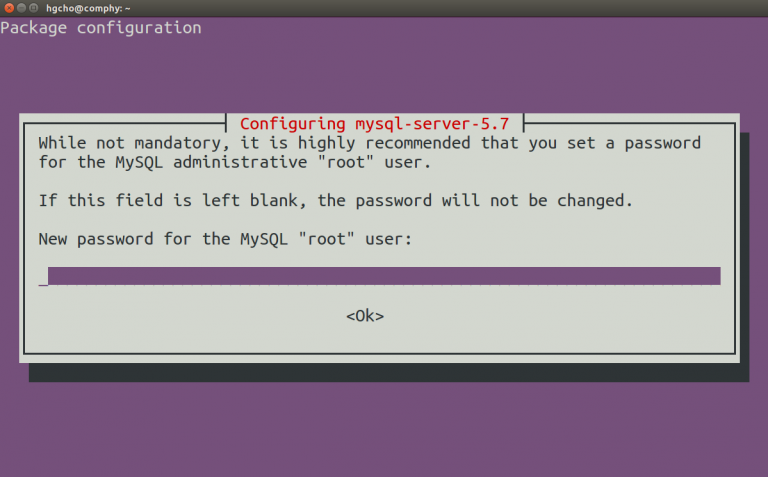 hgcho@comphy: ~
Package configuration
Configuring mysql-server-5.7
While not mandatory, it is highly recommended that you set a password
for the MySQL administrative "root" user.
If this field is left blank, the password will not be changed.
New password for the MySQL "root" user:
<Ok>